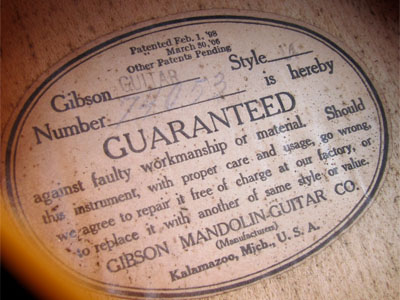 Patented Feb. 1, '98
March 30, '06
Other Patents Pending
Gibson GUITAR Style
Number is hereby
GUARANTEED
against faulty workmanship or material. Should
this instrument, with proper care and usage, go wrong,
we agree to repair it free of charge at our factory, or
to replace it with another of same style or value.
GIBSON MANDOLIN-GUITAR CO.
(Manufacturers)
Kalamazoo, Mich., U. S. A.